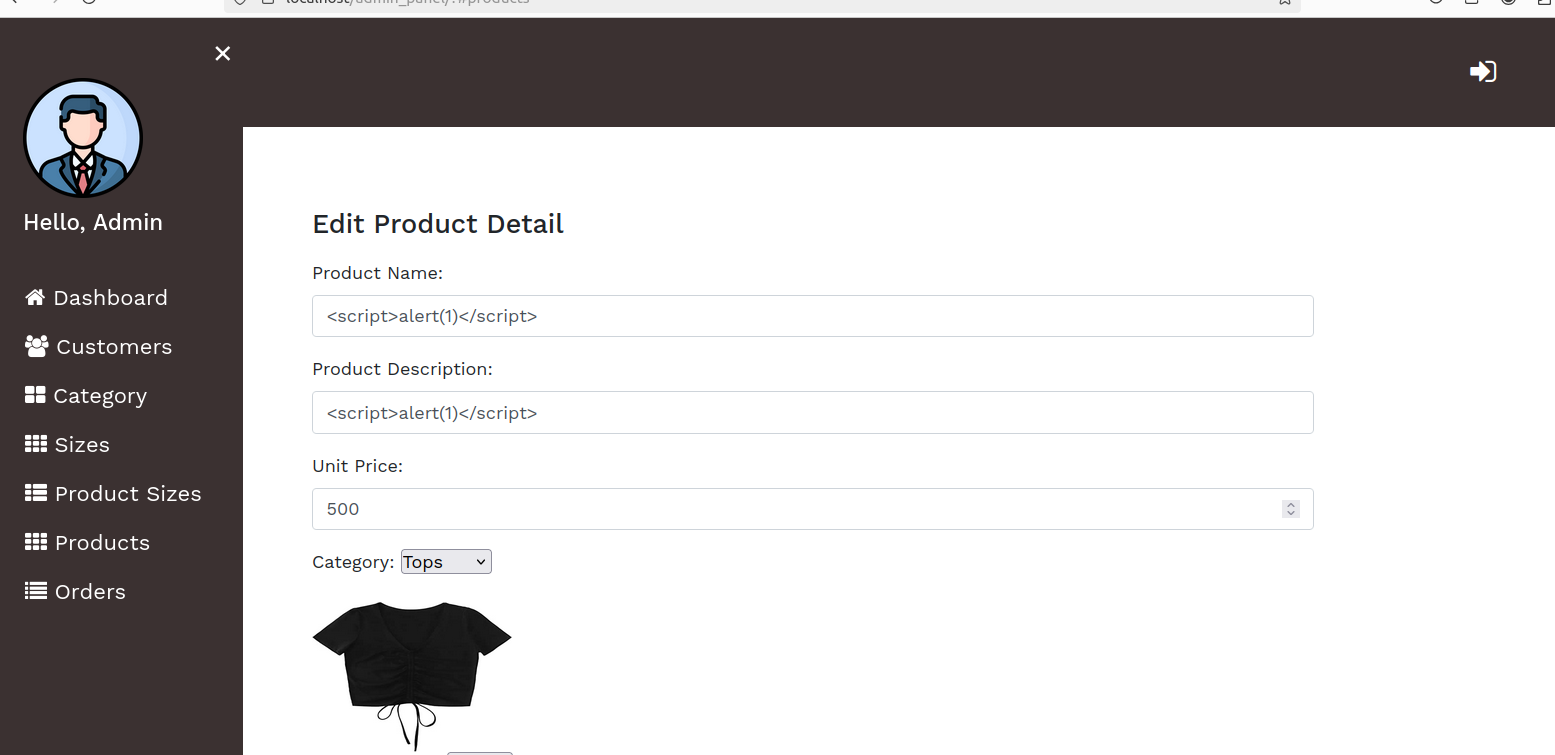 localhost/admin_panel/?#products
Hello, Admin
Dashboard
Customers
Category
Sizes
Product Sizes
Products
Orders
Edit Product Detail
Product Name:
<script>alert(1)</script>
Product Description:
<script>alert(1)</script>
Unit Price:
500
Category: Tops